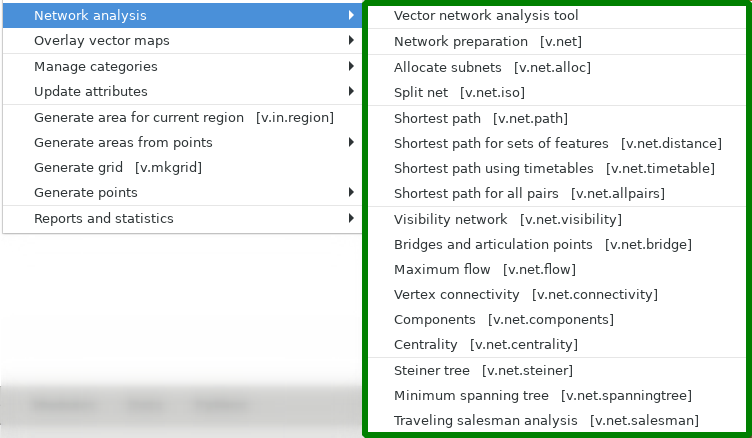 Network analysis
Overlay vector maps
Manage categories
Update attributes
Generate area for current region [v.in.region]
Generate areas from points
Generate grid [v.mkgrid]
Generate points
Reports and statistics
Vector network analysis tool
Network preparation [v.net]
Allocate subnets [v.net.alloc]
Split net [v.net.iso]
Shortest path [v.net.path]
Shortest path for sets of features [v.net.distance]
Shortest path using timetables [v.net.timetable]
Shortest path for all pairs [v.net.allpairs]
Visibility network [v.net.visibility]
Bridges and articulation points [v.net.bridge]
Maximum flow [v.net.flow]
Vertex connectivity [v.net.connectivity]
Components [v.net.components]
Centrality [v.net.centrality]
Steiner tree [v.net.steiner]
Minimum spanning tree [v.net.spanningtree]
Traveling salesman analysis [v.net.salesman]